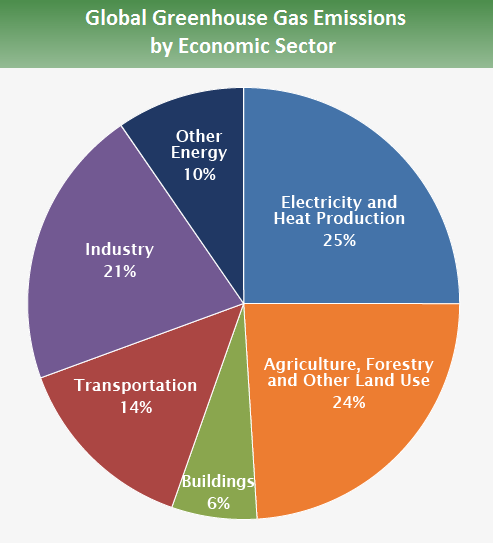 Global Greenhouse Gas Emissions
by Economic Sector
Other
Energy
10%
Electricity and
Heat Production
25%
Industry
21%
Agriculture, Forestry
and Other Land Use
24%
Transportation
14%
Buildings
6%